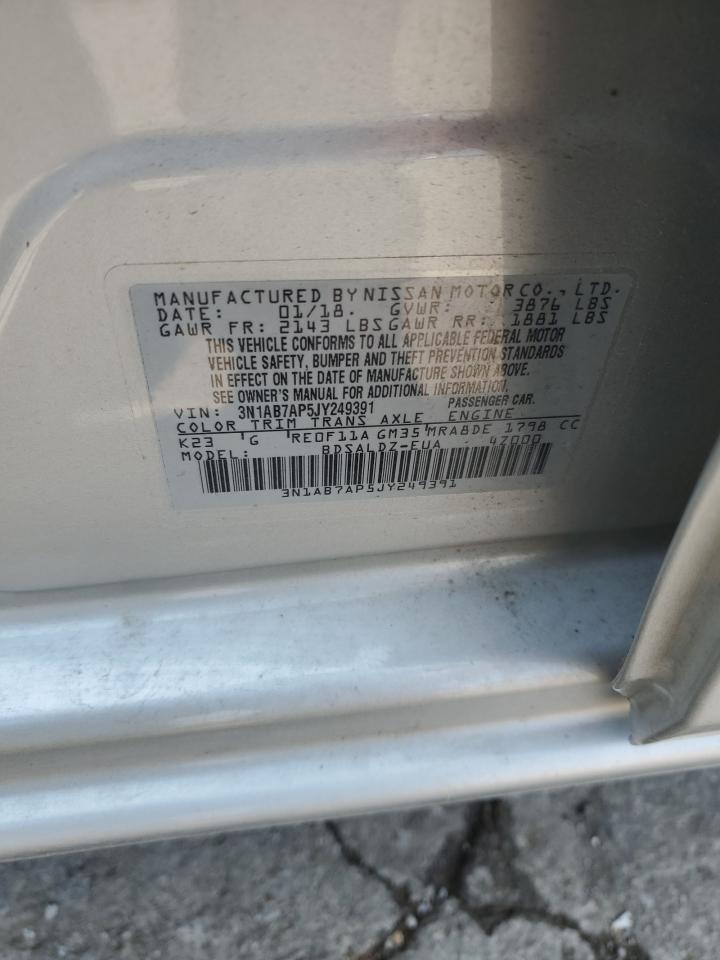 MANUFACTURED BY NISSAN MOTOR CO., LTD.
DATE: 01/18. GVWR: 3876 LBS
GAWR FR: 2143 LBS GAWR RR: 1881 LBS
THIS VEHICLE CONFORMS TO ALL APPLICABLE FEDERAL MOTOR
VEHICLE SAFETY, BUMPER AND THEFT PREVENTION STANDARDS
IN EFFECT ON THE DATE OF MANUFACTURE SHOWN ABOVE.
SEE OWNER'S MANUAL FOR ADDITIONAL INFORMATION.
VIN: 3N1AB7AP5JY249391 PASSENGER CAR.
COLOR TRIM TRANS AXLE ENGINE
K23 G RE0F11A GM35 MRA8DE 1798 CC
MODEL: BDSALDZ-EUA 4Z000
3N1AB7AP5JY249391